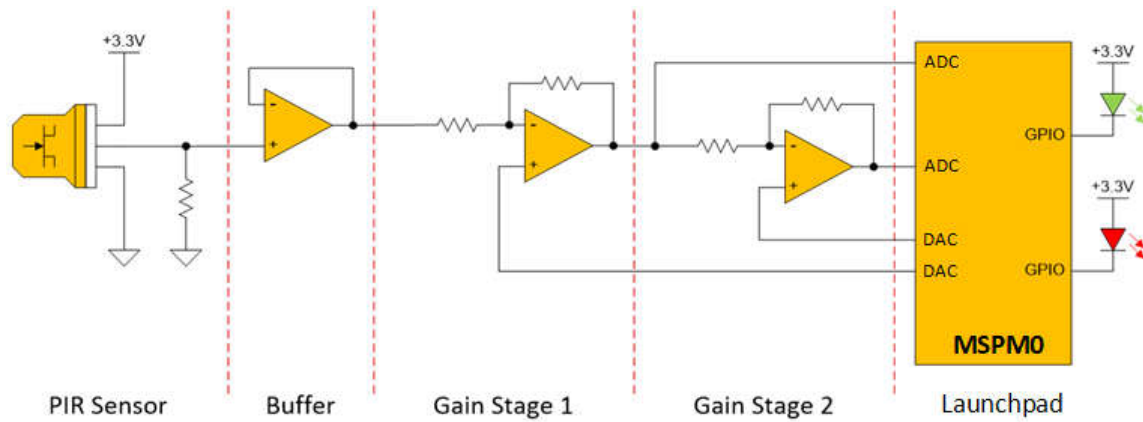 +3.3V
-
+
-
+
-
+
ADC
ADC
DAC
DAC
GPIO
GPIO
MSPM0
+3.3V
+3.3V
PIR Sensor
Buffer
Gain Stage 1
Gain Stage 2
Launchpad